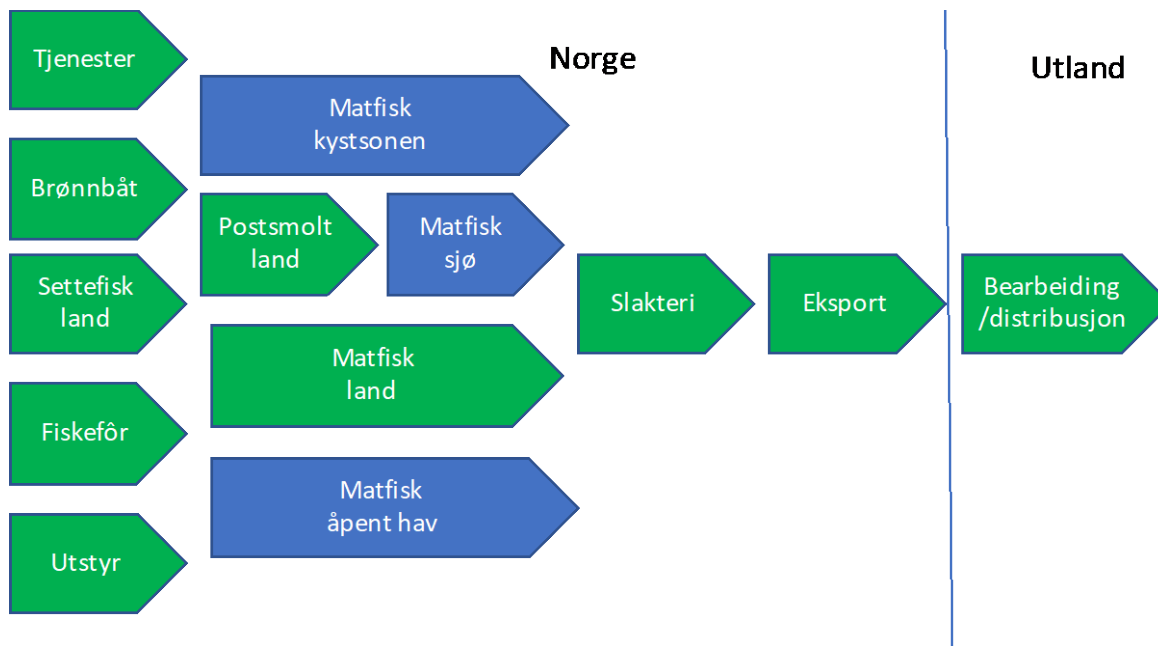 Norge
Utland
Tjenester
Brønnbåt
Settefisk
land
Fiskefôr
Utstyr
Matfisk
kystsonen
Postsmolt
land
Matfisk
sjø
Matfisk
land
Matfisk
åpent hav
Slakteri
Eksport
Bearbeiding
/distribusjon